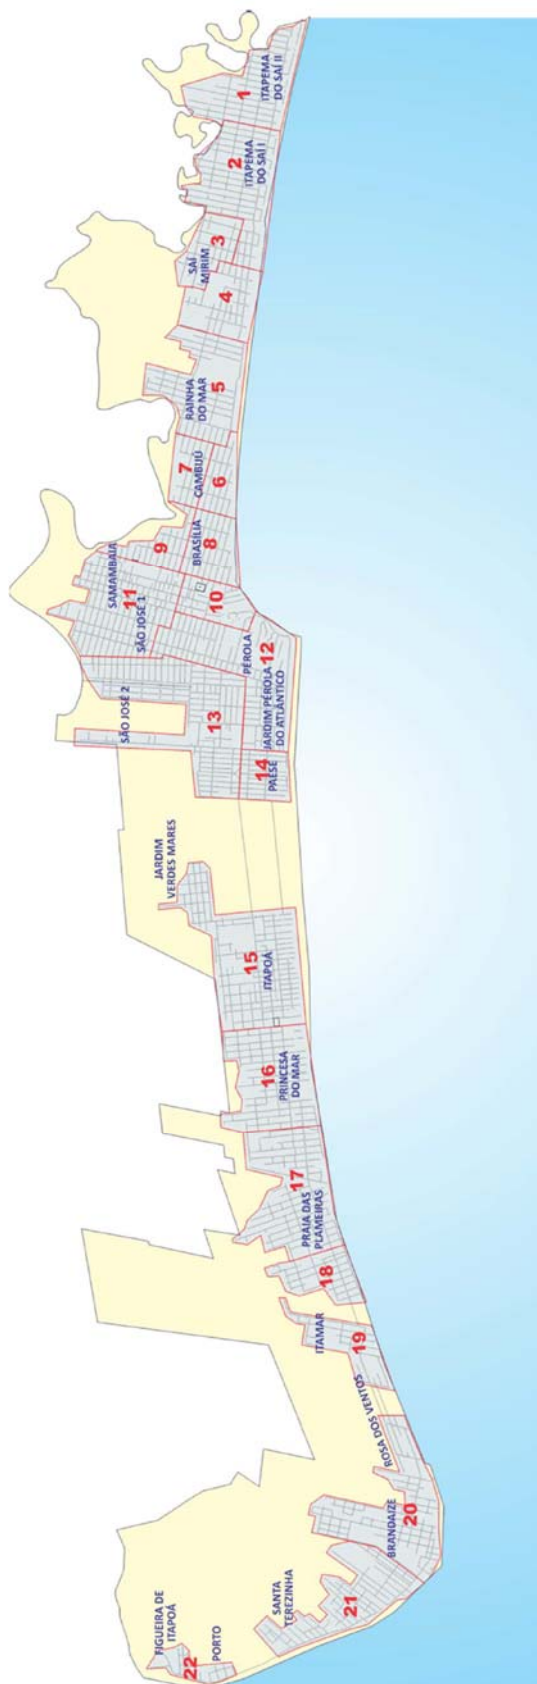 1
ITAPEMA
DO SAÍ II
2
ITAPEMA
DO SAÍ I
3
SAÍ
MIRIM
4
5
RAINHA
DO MAR
7
CAMBUJÚ
6
9
BRASÍLIA
8
SAMAMBAIA
11
SÃO JOSÉ 1
10
PÉROLA
12
JARDIM PÉROLA
DO ATLÂNTICO
SÃO JOSÉ 2
13
14
PAESE
JARDIM
VERDES MARES
15
ITAPOÁ
16
PRINCESA
DO MAR
17
PRAIA DAS
PLAMEIRAS
18
ITAMAR
19
ROSA DOS VENTOS
BRANDAIZE
20
SANTA
TEREZINHA
21
FIGUEIRA DE
ITAPOÁ
PORTO
22